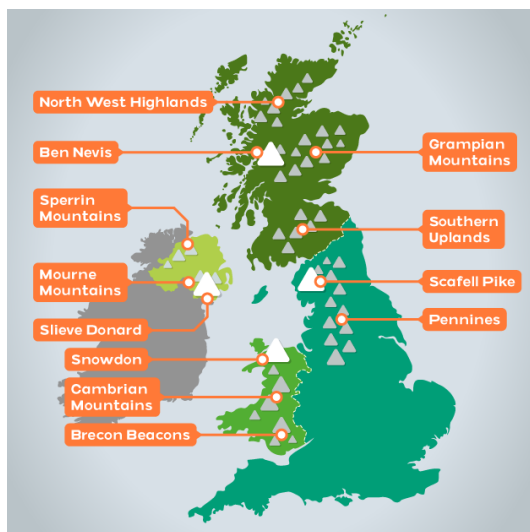 North West Highlands
Ben Nevis
Grampian
Mountains
Sperrin
Mountains
Southern
Uplands
Mourne
Mountains
Scafell Pike
Slieve Donard
Pennines
Snowdon
Cambrian
Mountains
Brecon Beacons